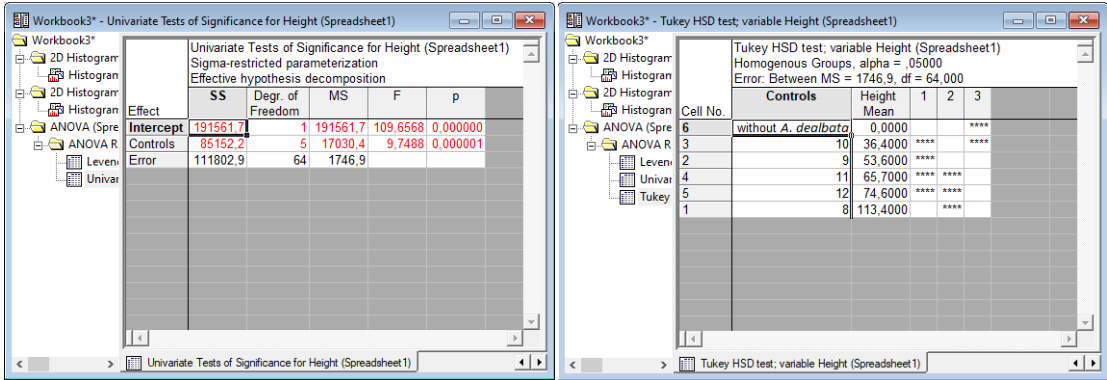 Workbook3* - Univariate Tests of Significance for Height (Spreadsheet1)
Workbook3*
2D Histogram
Histogran
2D Histogram
Histogran
ANOVA (Spre
ANOVA R
Leven
Univar
Univariate Tests of Significance for Height (Spreadsheet1)
Sigma-restricted parameterization
Effective hypothesis decomposition
Effect SS Degr. of Freedom MS F p
Intercept 191561,7 1 191561,7 109,6568 0,000000
Controls 85152,2 5 17030,4 9,7488 0,000001
Error 111802,9 64 1746,9
Univariate Tests of Significance for Height (Spreadsheet1)
Workbook3* - Tukey HSD test; variable Height (Spreadsheet1)
Workbook3*
2D Histogram
Histogran
2D Histogram
Histogran
ANOVA (Spre
ANOVA R
Leven
Univar
Tukey
Tukey HSD test; variable Height (Spreadsheet1)
Homogenous Groups, alpha = ,05000
Error: Between MS = 1746,9, df = 64,000
Cell No. Controls Height Mean 1 2 3
6 without A. dealbata 0,0000 ****
3 10 36,4000 **** ****
2 9 53,6000 ****
4 11 65,7000 **** ****
5 12 74,6000 **** ****
1 8 113,4000 ****
Tukey HSD test; variable Height (Spreadsheet1)